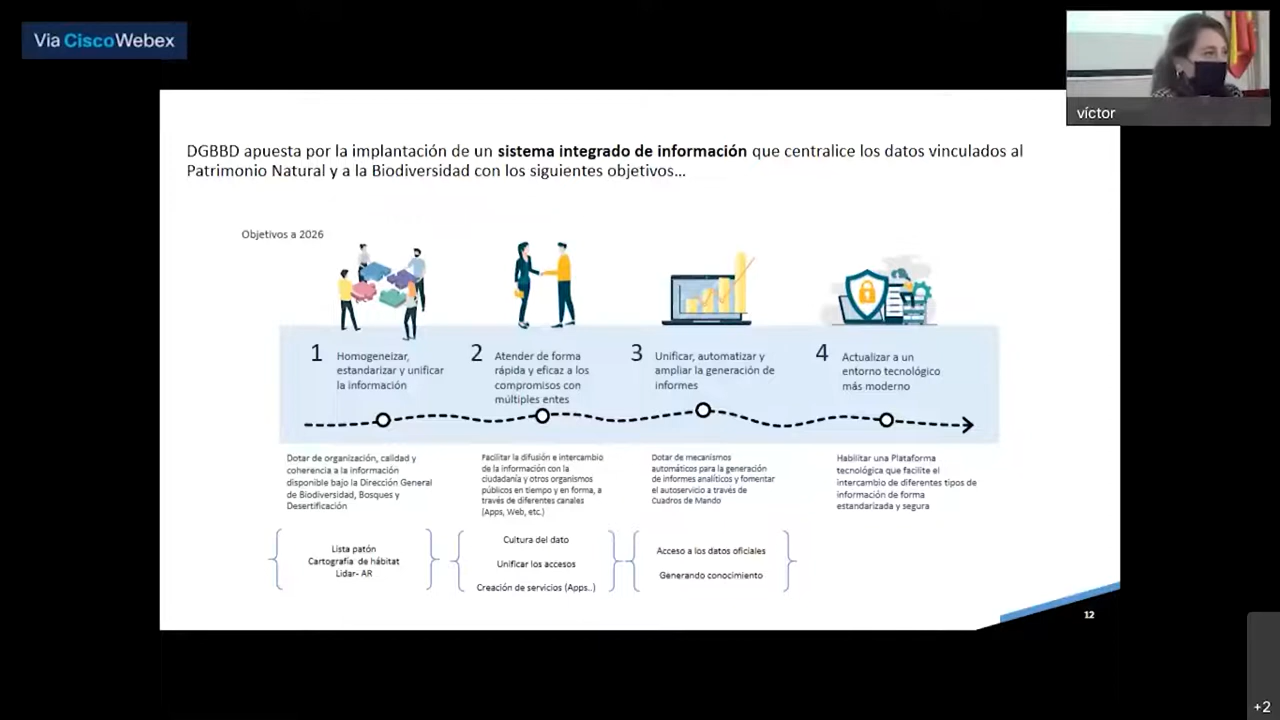 Via CiscoWebex
víctor
DGBBD apuesta por la implantación de un sistema integrado de información que centralice los datos vinculados al
Patrimonio Natural y a la Biodiversidad con los siguientes objetivos...
Objetivos a 2026
1
Homogeneizar,
estandarizar y unificar
la información
2
Atender de forma
rápida y eficaz a los
compromisos con
múltiples entes
3
Unificar, automatizar y
ampliar la generación de
informes
4
Actualizar a un
entorno tecnológico
más moderno
Dotar de organización, calidad y
coherencia a la información
disponible bajo la Dirección General
de Biodiversidad, Bosques y
Desertificación
Facilitar la difusión e intercambio
de la información con la
ciudadanía y otros organismos
públicos en tiempo y en forma, a
través de diferentes canales
(Apps, Web, etc.)
Dotar de mecanismos
automáticos para la generación
de informes analíticos y fomentar
el autoservicio a través de
Cuadros de Mando
Habilitar una Plataforma
tecnológica que facilite el
intercambio de diferentes tipos de
información de forma
estandarizada y segura
Lista patón
Cartografía de hábitat
Lidar- AR
Cultura del dato
Unificar los accesos
Creación de servicios (Apps..)
Acceso a los datos oficiales
Generando conocimiento
12
+2